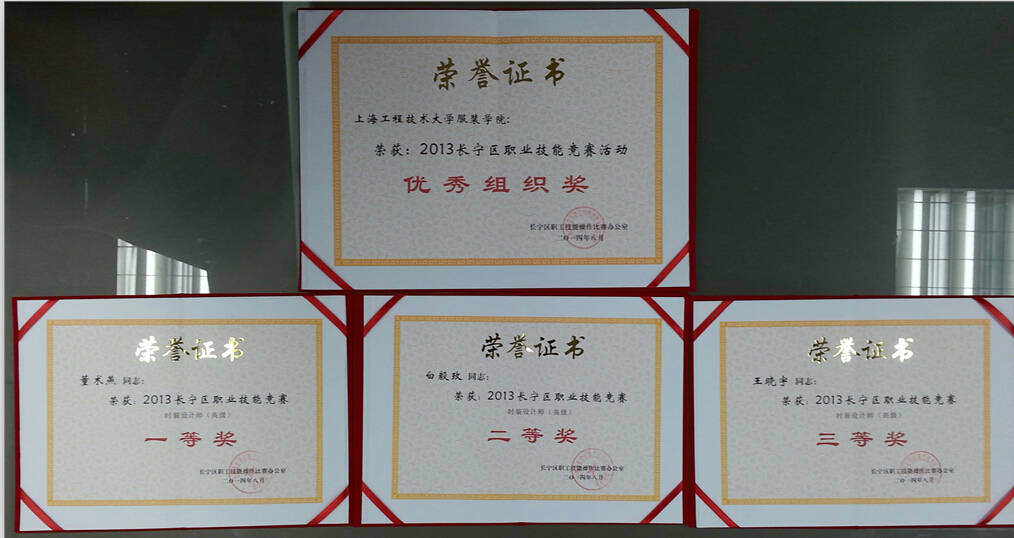 荣誉证书
上海工程技术大学服装学院:
荣获: 2013长宁区职业技能竞赛活动
优秀组织奖
长宁区职工技能操作比赛办公室
二〇一四年八月
荣誉证书
董术燕 同志:
荣获: 2013长宁区职业技能竞赛
时装设计师(高级)
一等奖
长宁区职工技能操作比赛办公室
二〇一四年八月
荣誉证书
白毅玫 同志:
荣获: 2013长宁区职业技能竞赛
时装设计师(高级)
二等奖
长宁区职工技能操作比赛办公室
二〇一四年八月
荣誉证书
王晓宇 同志:
荣获: 2013长宁区职业技能竞赛
时装设计师(高级)
三等奖
长宁区职工技能操作比赛办公室
二〇一四年八月